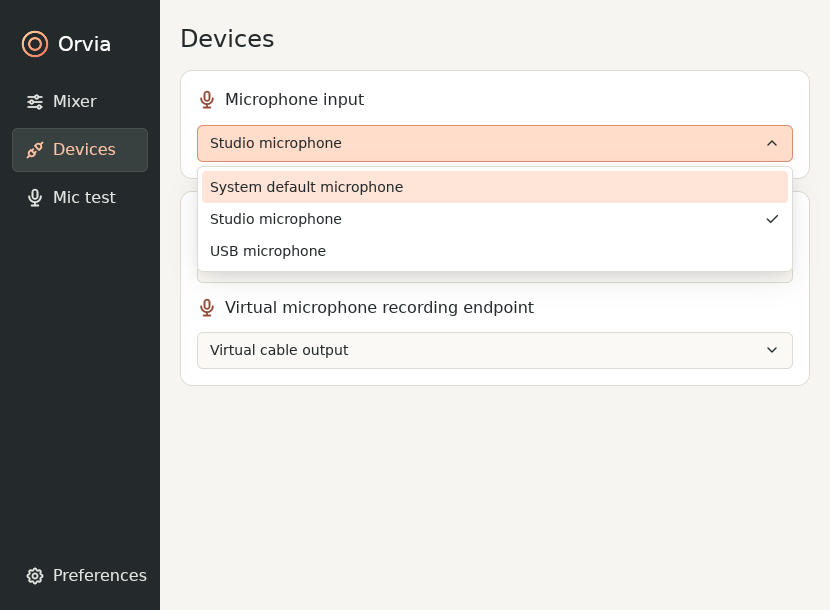 Orvia
Mixer
Devices
Mic test
Preferences
Devices
Microphone input
Studio microphone
System default microphone
Studio microphone
USB microphone
Virtual microphone recording endpoint
Virtual cable output